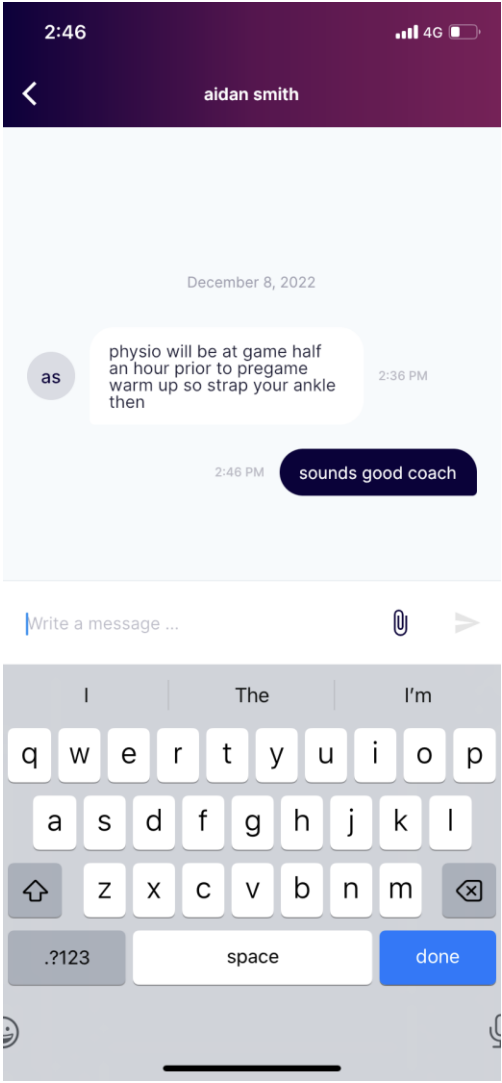 2:46
4G
aidan smith
December 8, 2022
as
physio will be at game half
an hour prior to pregame
warm up so strap your ankle
then
2:36 PM
2:46 PM
sounds good coach
Write a message ...
I
The
I'm
q w e r t y u i o p
a s d f g h j k l
z x c v b n m
.?123
space
done